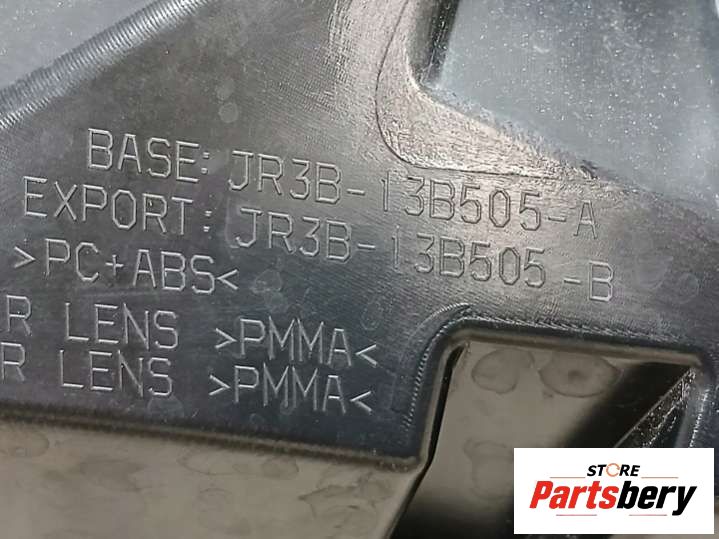 BASE: JR3B-13B505-A
EXPORT: JR3B-13B505-B
>PC+ABS<
R LENS >PMMA<
R LENS >PMMA<
STORE
Partsbery